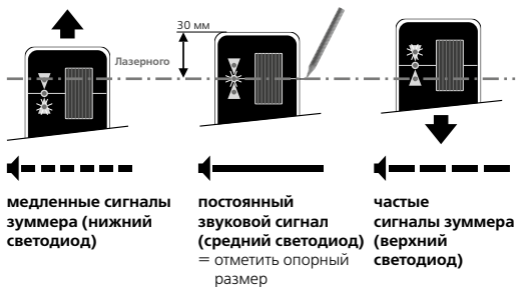 30 мм
Лазерного
медленные сигналы
зуммера (нижний
светодиод)
постоянный
звуковой сигнал
(средний светодиод)
= отметить опорный
размер
частые
сигналы зуммера
(верхний
светодиод)